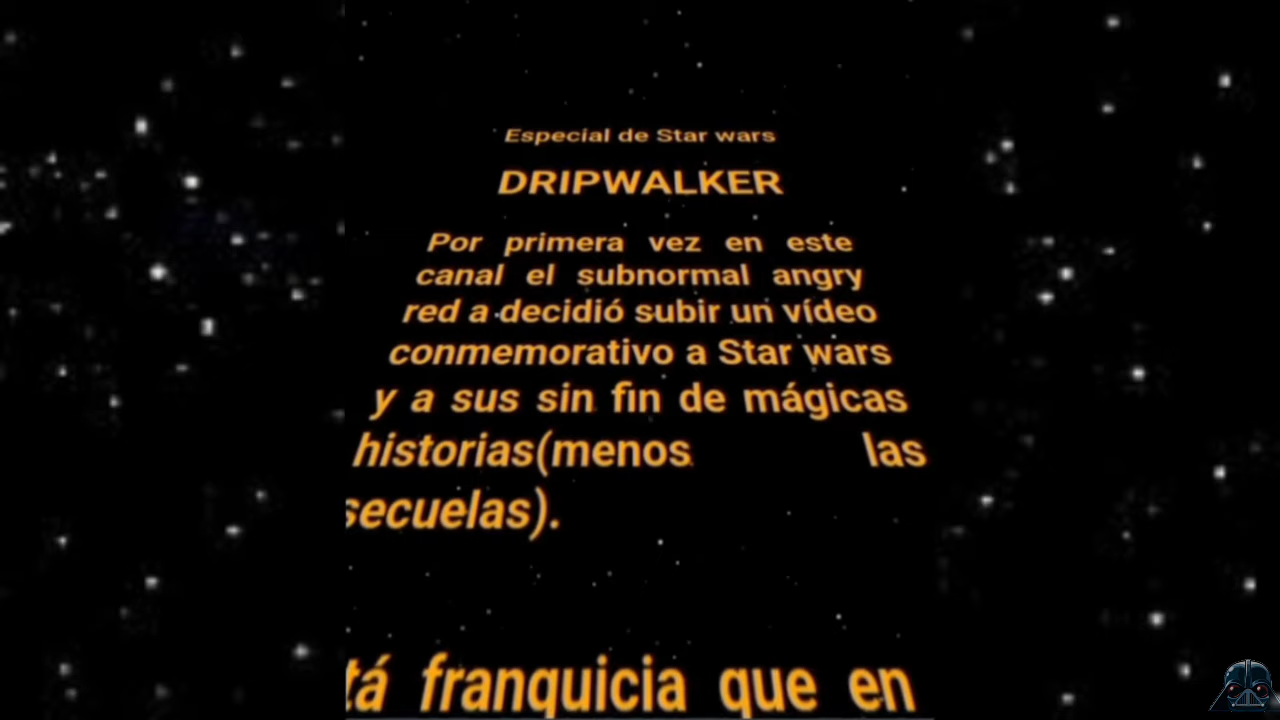 Especial de Star wars
DRIPWALKER
Por primera vez en este
canal el subnormal angry
red a decidió subir un vídeo
conmemorativo a Star wars
y a sus sin fin de mágicas
historias(menos las
secuelas).
tá franquicia que en